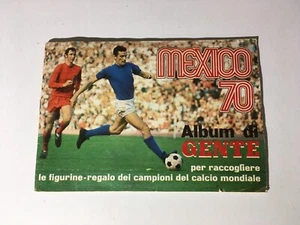 MEXICO
70
Album di
GENTE
per raccogliere
le figurine-regalo dei campioni del calcio mondiale